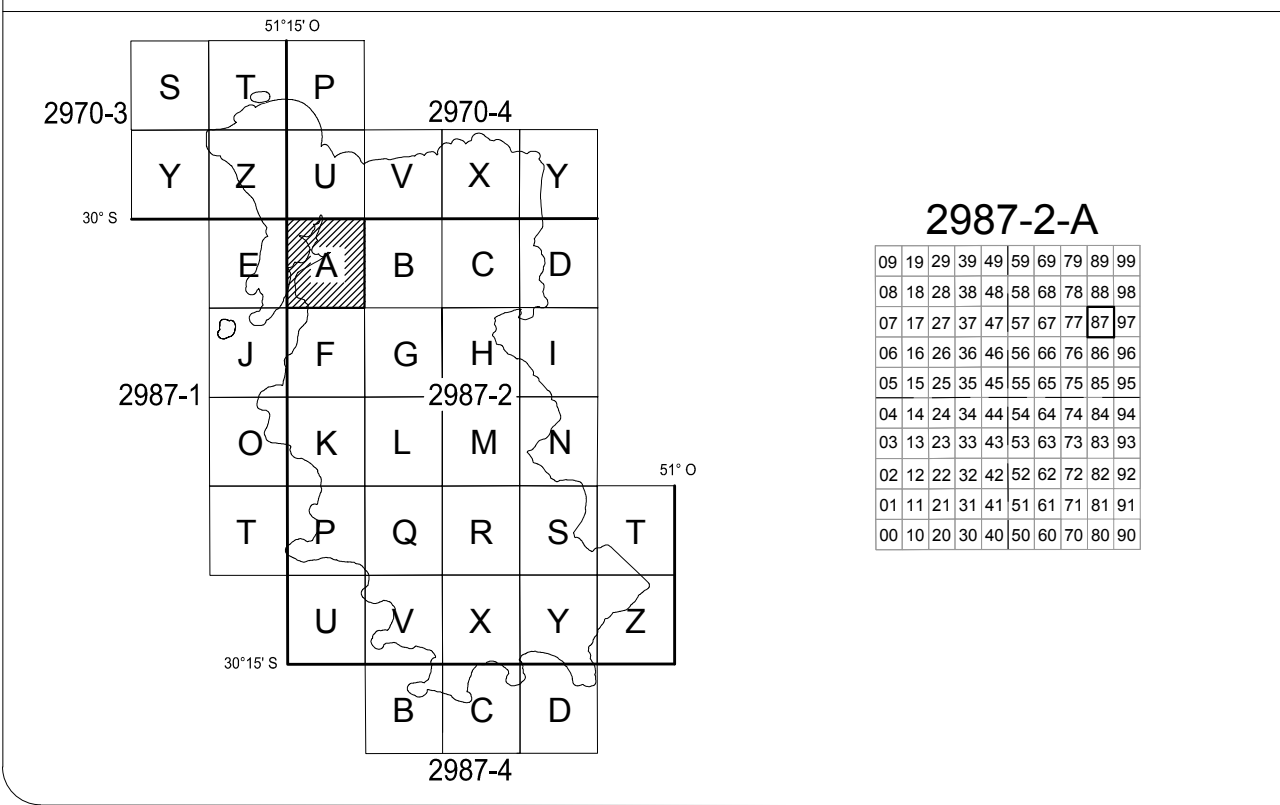 51°15' O
S T P
2970-3
2970-4
Y Z U V X Y
30° S
E A B C D
J F G H I
2987-1
2987-2
O K L M N
51° O
T P Q R S T
U V X Y Z
30°15' S
B C D
2987-4
2987-2-A
09 19 29 39 49 59 69 79 89 99
08 18 28 38 48 58 68 78 88 98
07 17 27 37 47 57 67 77 87 97
06 16 26 36 46 56 66 76 86 96
05 15 25 35 45 55 65 75 85 95
04 14 24 34 44 54 64 74 84 94
03 13 23 33 43 53 63 73 83 93
02 12 22 32 42 52 62 72 82 92
01 11 21 31 41 51 61 71 81 91
00 10 20 30 40 50 60 70 80 90